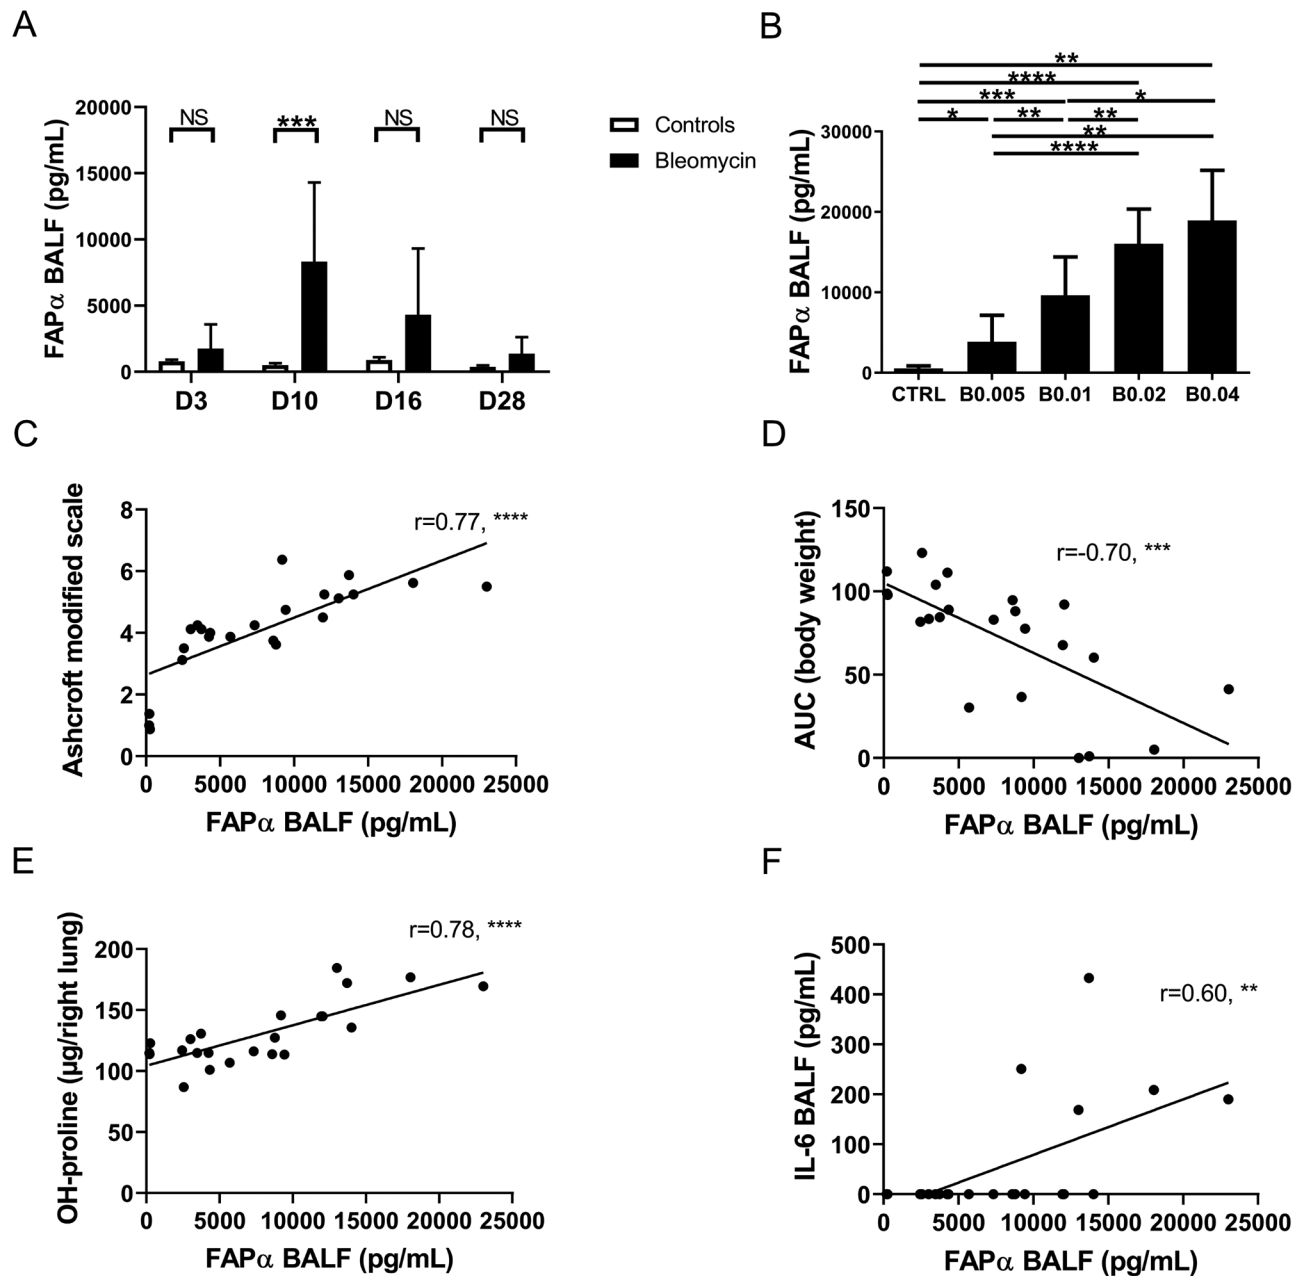 A
FAPα BALF (pg/mL)
20000
15000
10000
5000
0
NS
***
NS
NS
D3
D10
D16
D28
Controls
Bleomycin
B
FAPα BALF (pg/mL)
30000
20000
10000
0
**
****
***
*
*
**
**
**
****
CTRL
B0.005
B0.01
B0.02
B0.04
C
Ashcroft modified scale
8
6
4
2
0
r=0.77, ****
0
5000
10000
15000
20000
25000
FAPα BALF (pg/mL)
D
AUC (body weight)
150
100
50
0
r=-0.70, ***
0
5000
10000
15000
20000
25000
FAPα BALF (pg/mL)
E
OH-proline (µg/right lung)
200
150
100
50
0
r=0.78, ****
0
5000
10000
15000
20000
25000
FAPα BALF (pg/mL)
F
IL-6 BALF (pg/mL)
500
400
300
200
100
0
r=0.60, **
0
5000
10000
15000
20000
25000
FAPα BALF (pg/mL)